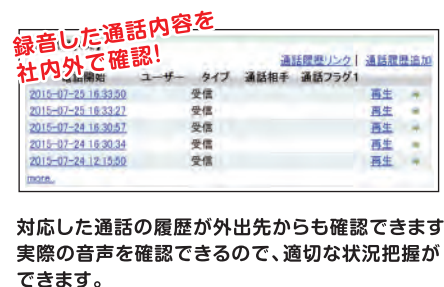 録音した通話内容を
社内外で確認!
通話履歴リンク | 通話履歴追加
開始 ユーザー タイプ 通話相手 通話フラグ1
2015-07-25 16:33:50 受信 再生
2015-07-25 16:33:27 受信 再生
2015-07-24 16:30:57 受信 再生
2015-07-24 16:30:34 受信 再生
2015-07-24 12:15:50 受信 再生
more..
対応した通話の履歴が外出先からも確認できます
実際の音声を確認できるので、適切な状況把握が
できます。